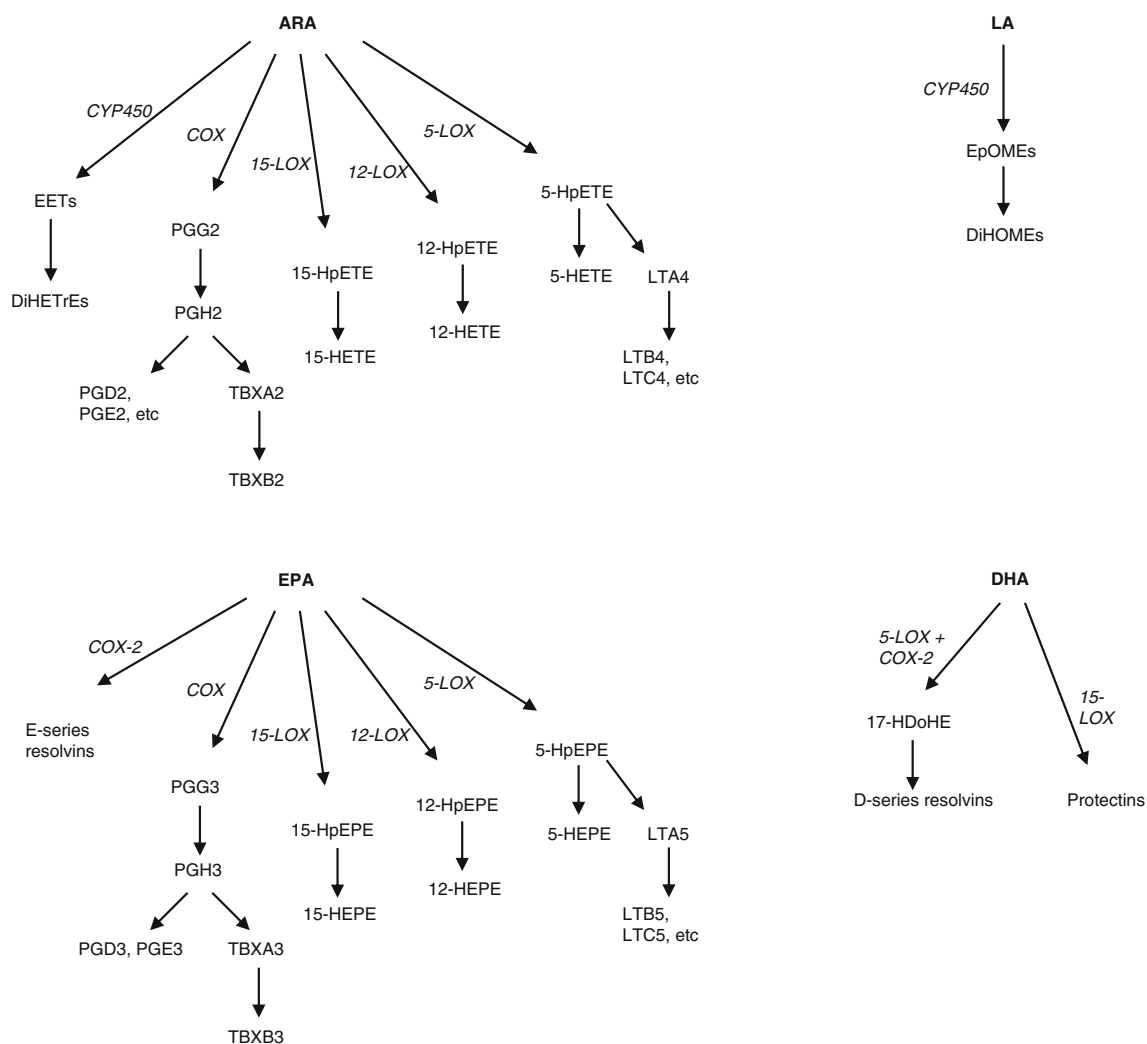 ARA
CYP450
COX
15-LOX
12-LOX
5-LOX
EETs
DiHETrEs
PGG2
PGH2
PGD2,
PGE2, etc
TBXA2
TBXB2
15-HpETE
15-HETE
12-HpETE
12-HETE
5-HpETE
5-HETE
LTA4
LTB4,
LTC4, etc
LA
CYP450
EpOMEs
DiHOMEs
EPA
COX-2
COX
15-LOX
12-LOX
5-LOX
E-series
resolvins
PGG3
PGH3
PGD3, PGE3
TBXA3
TBXB3
15-HpEPE
15-HEPE
12-HpEPE
12-HEPE
5-HpEPE
5-HEPE
LTA5
LTB5,
LTC5, etc
DHA
5-LOX +
COX-2
15-
LOX
17-HDoHE
D-series resolvins
Protectins